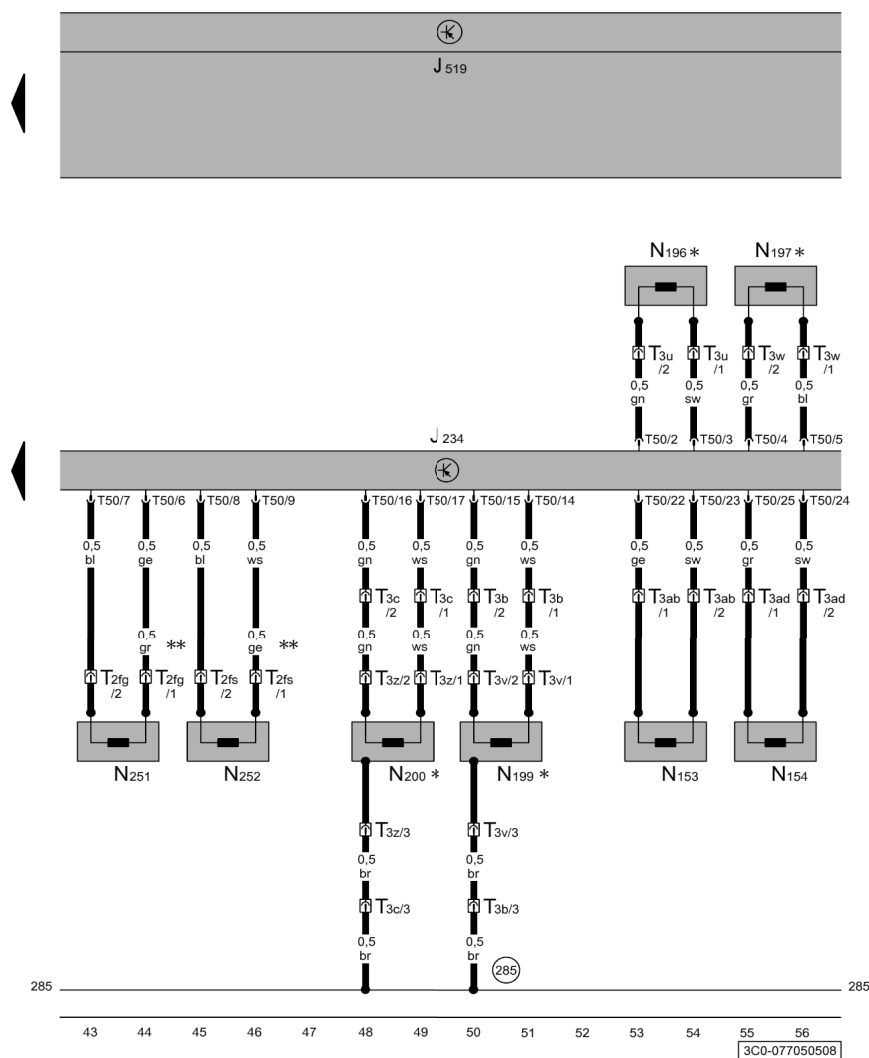 J 519
N196 * N197 *
T3u/2 T3u/1 T3w/2 T3w/1
0,5 gn 0,5 sw 0,5 gr 0,5 bl
J 234
T50/2 T50/3 T50/4 T50/5
T50/7 T50/6 T50/8 T50/9 T50/16 T50/17 T50/15 T50/14 T50/22 T50/23 T50/25 T50/24
0,5 bl 0,5 ge 0,5 bl 0,5 ws 0,5 gn 0,5 ws 0,5 gn 0,5 ws 0,5 ge 0,5 sw 0,5 gr 0,5 sw
T3c/2 T3c/1 T3b/2 T3b/1 T3ab/1 T3ab/2 T3ad/1 T3ad/2
0,5 gr ** 0,5 ge ** 0,5 gn 0,5 ws 0,5 gn 0,5 ws
T2fg/2 T2fg/1 T2fs/2 T2fs/1 T3z/2 T3z/1 T3v/2 T3v/1
N251 N252 N200 * N199 * N153 N154
T3z/3 T3v/3
0,5 br 0,5 br
T3c/3 T3b/3
0,5 br 0,5 br
285
285 285
43 44 45 46 47 48 49 50 51 52 53 54 55 56
3C0-077050508